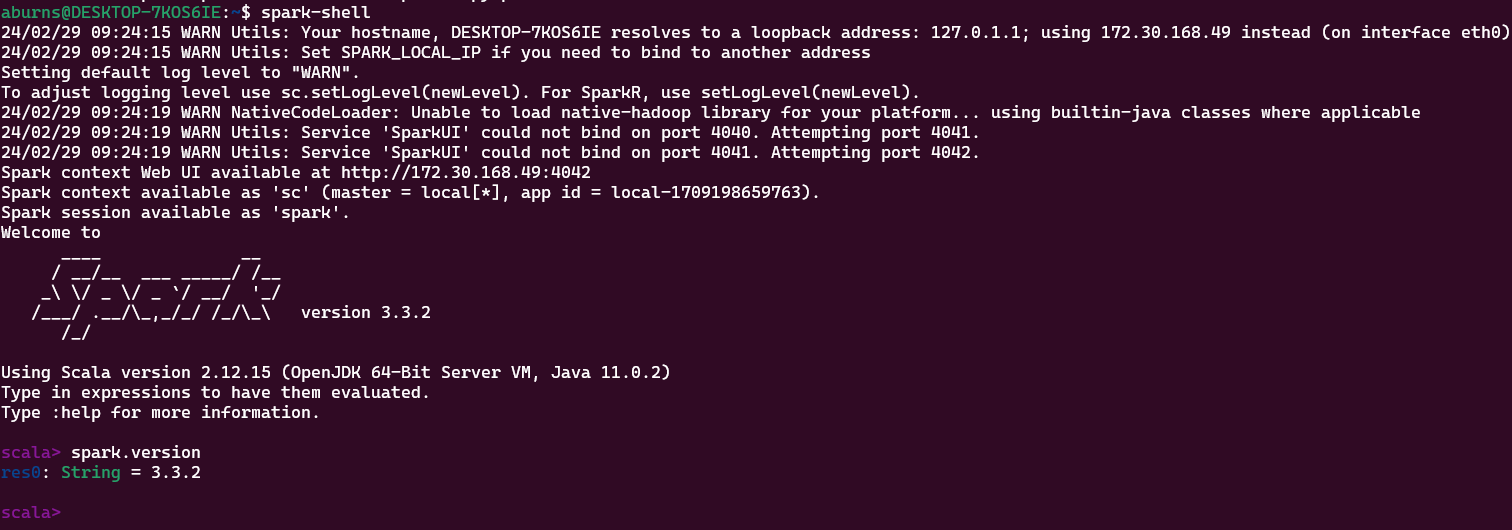 aburns@DESKTOP-7KOS6IE:~$ spark-shell
24/02/29 09:24:15 WARN Utils: Your hostname, DESKTOP-7KOS6IE resolves to a loopback address: 127.0.1.1; using 172.30.168.49 instead (on interface eth0)
24/02/29 09:24:15 WARN Utils: Set SPARK_LOCAL_IP if you need to bind to another address
Setting default log level to "WARN".
To adjust logging level use sc.setLogLevel(newLevel). For SparkR, use setLogLevel(newLevel).
24/02/29 09:24:19 WARN NativeCodeLoader: Unable to load native-hadoop library for your platform... using builtin-java classes where applicable
24/02/29 09:24:19 WARN Utils: Service 'SparkUI' could not bind on port 4040. Attempting port 4041.
24/02/29 09:24:19 WARN Utils: Service 'SparkUI' could not bind on port 4041. Attempting port 4042.
Spark context Web UI available at http://172.30.168.49:4042
Spark context available as 'sc' (master = local[*], app id = local-1709198659763).
Spark session available as 'spark'.
Welcome to
      ____              __
     / __/__  ___ _____/ /__
    _\ \/ _ \/ _ `/ __/  '_/
   /___/ .__/\_,_/_/ /_/\_\   version 3.3.2
      /_/
Using Scala version 2.12.15 (OpenJDK 64-Bit Server VM, Java 11.0.2)
Type in expressions to have them evaluated.
Type :help for more information.
scala> spark.version
res0: String = 3.3.2
scala>